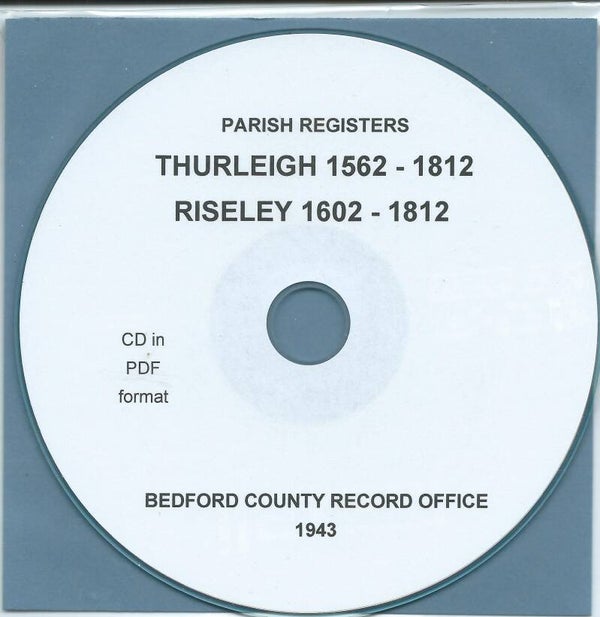 PARISH REGISTERS
THURLEIGH 1562 - 1812
RISELEY 1602 - 1812
CD in
PDF
format
BEDFORD COUNTY RECORD OFFICE
1943